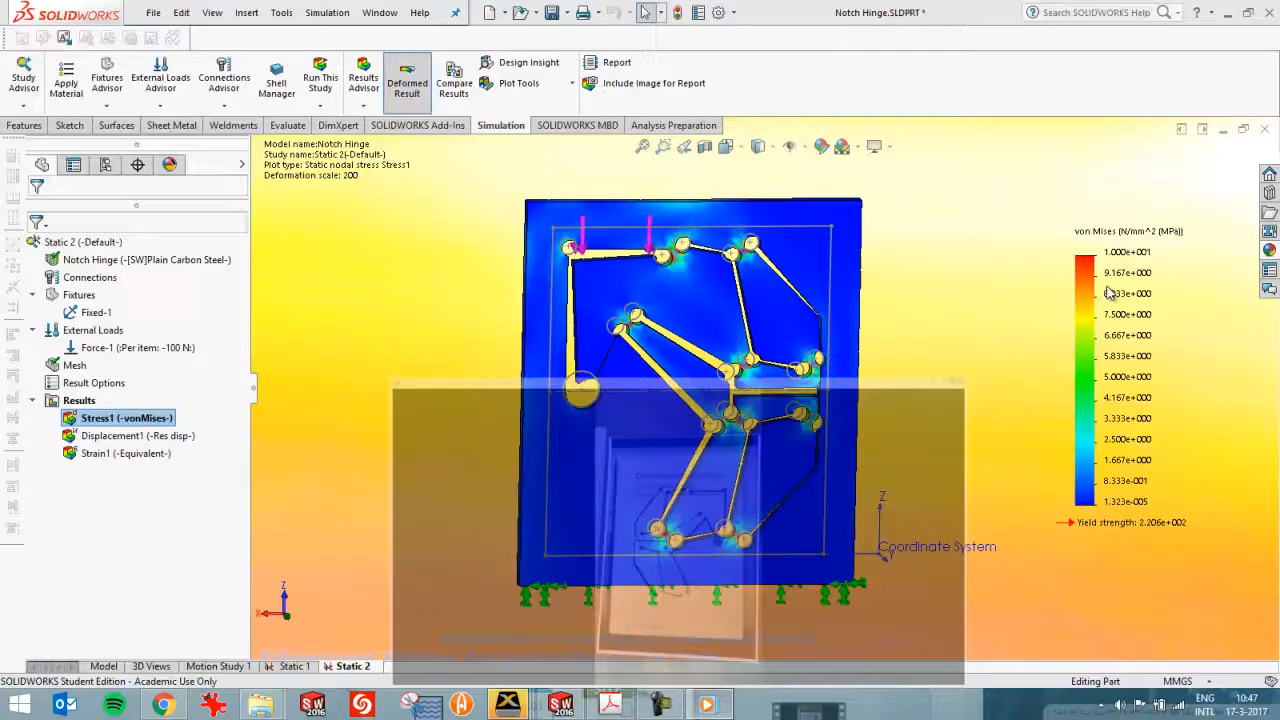 SOLIDWORKS File Edit View Insert Tools Simulation Window Help Notch Hinge.SLDPRT * Search SOLIDWORKS Help
Study Advisor Apply Material Fixtures Advisor External Loads Advisor Connections Advisor Shell Manager Run This Study Results Advisor Deformed Result Compare Results Design Insight Plot Tools Report Include Image for Report
Features Sketch Surfaces Sheet Metal Weldments Evaluate DimXpert SOLIDWORKS Add-Ins Simulation SOLIDWORKS MBD Analysis Preparation
Model name:Notch Hinge
Study name:Static 2(-Default-)
Plot type: Static nodal stress Stress1
Deformation scale: 200
Static 2 (-Default-)
Notch Hinge (-[SW]Plain Carbon Steel-)
Connections
Fixtures
Fixed-1
External Loads
Force-1 (:Per item: -100 N:)
Mesh
Result Options
Results
Stress1 (-vonMises-)
Displacement1 (-Res disp-)
Strain1 (-Equivalent-)
von Mises (N/mm^2 (MPa))
1.000e+001
9.167e+000
8.333e+000
7.500e+000
6.667e+000
5.833e+000
5.000e+000
4.167e+000
3.333e+000
2.500e+000
1.667e+000
8.333e-001
1.323e-005
Yield strength: 2.206e+002
Z
Coordinate System
Z
X
Model 3D Views Motion Study 1 Static 1 Static 2
SOLIDWORKS Student Edition - Academic Use Only Editing Part MMGS
ENG 10:47
INTL 17-3-2017